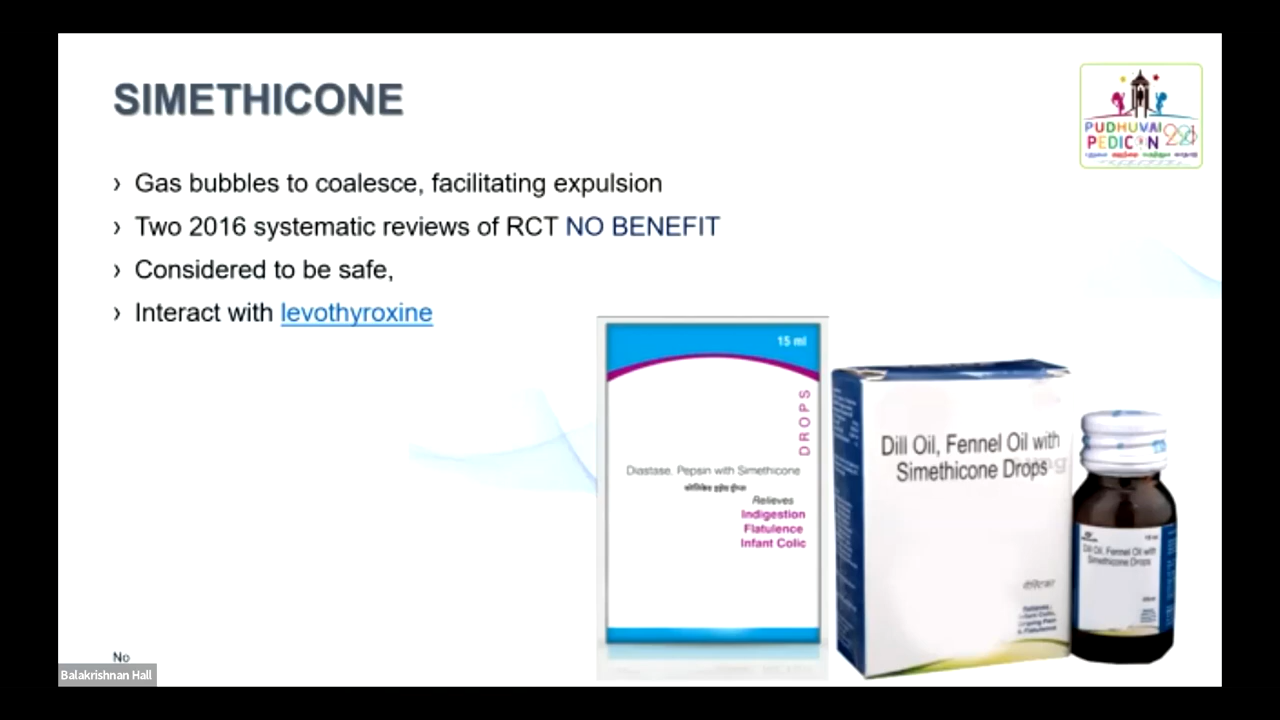 SIMETHICONE
PUDHUVAI
PEDICON
› Gas bubbles to coalesce, facilitating expulsion
› Two 2016 systematic reviews of RCT NO BENEFIT
› Considered to be safe,
› Interact with levothyroxine
15 ml
DROPS
Diastase, Pepsin with Simethicone
Relieves
Indigestion
Flatulence
Infant Colic
Dill Oil, Fennel Oil with
Simethicone Drops
Dill Oil, Fennel Oil with
Simethicone Drops
No
Balakrishnan Hall